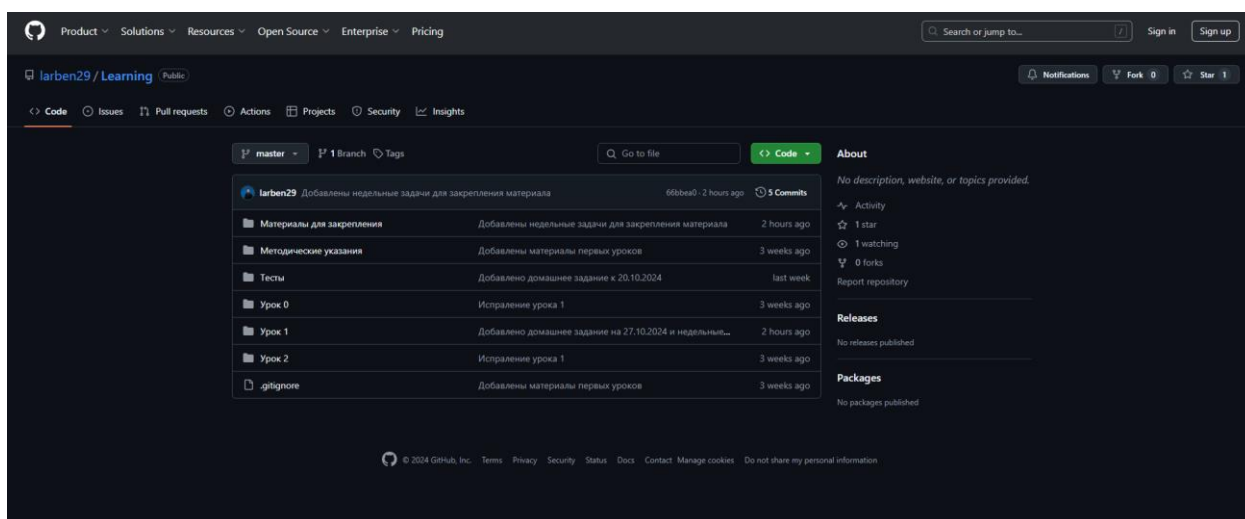 Product Solutions Resources Open Source Enterprise Pricing Search or jump to... / Sign in Sign up
larben29 / Learning Public Notifications Fork 0 Star 1
Code Issues Pull requests Actions Projects Security Insights
master 1 Branch Tags Go to file Code
larben29 Добавлены недельные задачи для закрепления материала 66bbea0 · 2 hours ago 5 Commits
Материалы для закрепления Добавлены недельные задачи для закрепления материала 2 hours ago
Методические указания Добавлены материалы первых уроков 3 weeks ago
Тесты Добавлено домашнее задание к 20.10.2024 last week
Урок 0 Испраление урока 1 3 weeks ago
Урок 1 Добавлено домашнее задание на 27.10.2024 и недельные... 2 hours ago
Урок 2 Испраление урока 1 3 weeks ago
.gitignore Добавлены материалы первых уроков 3 weeks ago
About
No description, website, or topics provided.
Activity
1 star
1 watching
0 forks
Report repository
Releases
No releases published
Packages
No packages published
© 2024 GitHub, Inc. Terms Privacy Security Status Docs Contact Manage cookies Do not share my personal information